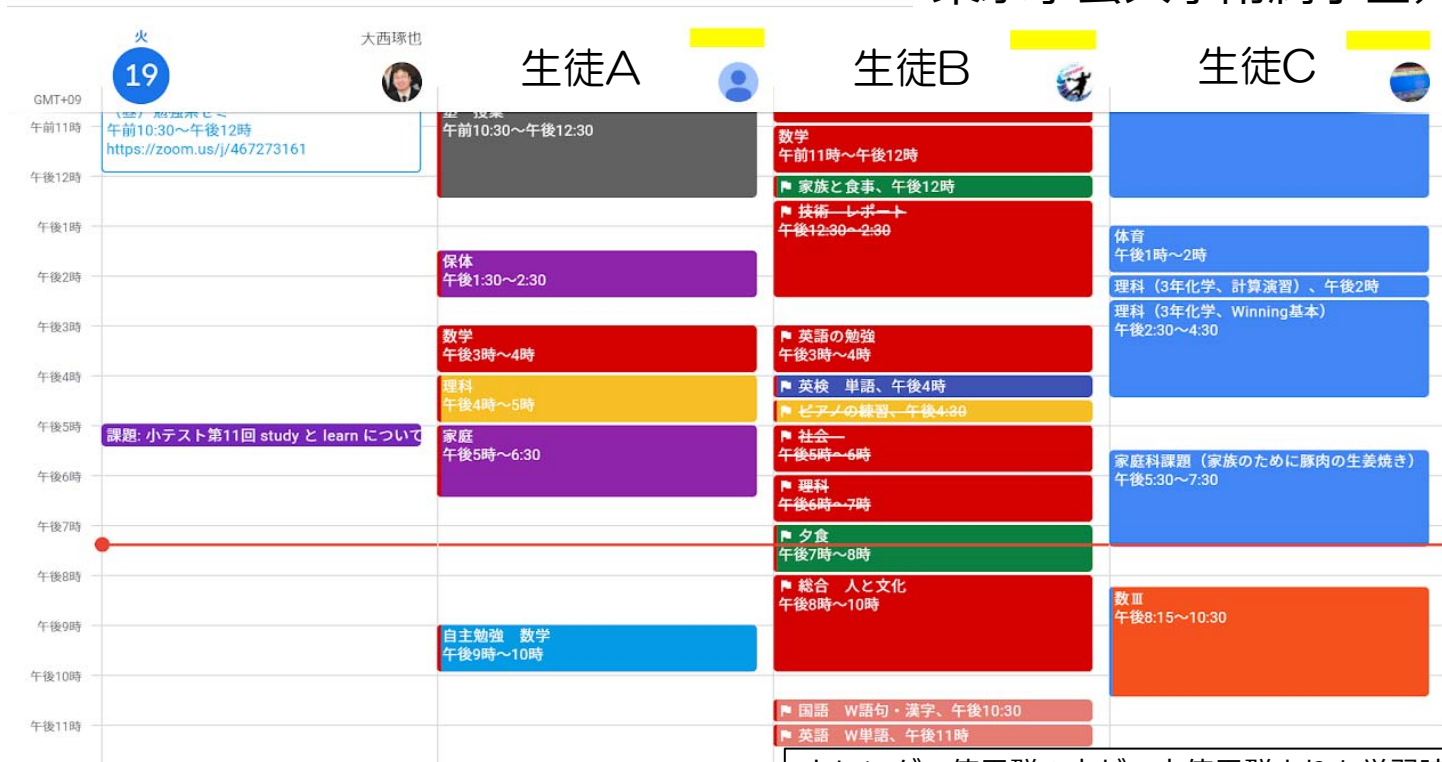 火
19
大西琢也
生徒A
生徒B
生徒C
GMT+09
午前11時
午後12時
午後1時
午後2時
午後3時
午後4時
午後5時
午後6時
午後7時
午後8時
午後9時
午後10時
午後11時
午前10:30～午後12時
https://zoom.us/j/467273161
課題: 小テスト第11回 study と learn について
午前10:30～午後12:30
保体
午後1:30～2:30
数学
午後3時～4時
理科
午後4時～5時
家庭
午後5時～6:30
自主勉強 数学
午後9時～10時
数学
午前11時～午後12時
家族と食事、午後12時
技術 レポート
午後12:30～2:30
英語の勉強
午後3時～4時
英検 単語、午後4時
ピアノの練習、午後4:30
社会
午後5時～6時
理科
午後6時～7時
夕食
午後7時～8時
総合 人と文化
午後8時～10時
国語 W語句・漢字、午後10:30
英語 W単語、午後11時
体育
午後1時～2時
理科（3年化学、計算演習）、午後2時
理科（3年化学、Winning基本）
午後2:30～4:30
家庭科課題（家族のために豚肉の生姜焼き）
午後5:30～7:30
数Ⅲ
午後8:15～10:30